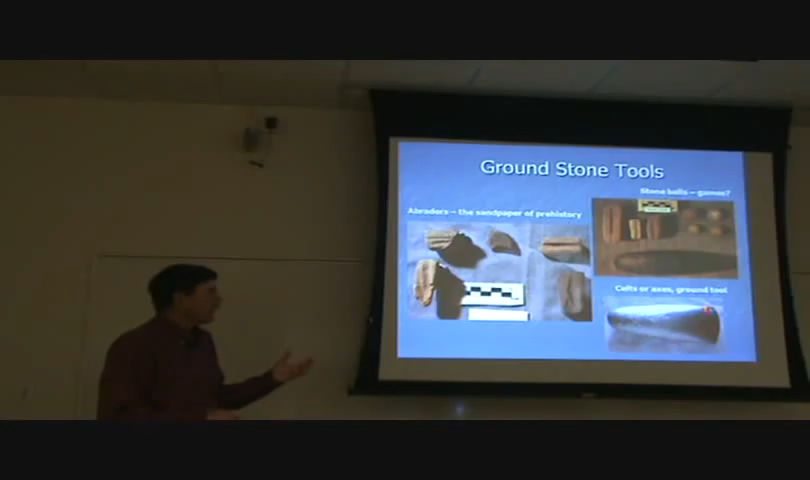 Ground Stone Tools
Stone balls – games?
Abraders – the sandpaper of prehistory
Celts or axes, ground tool